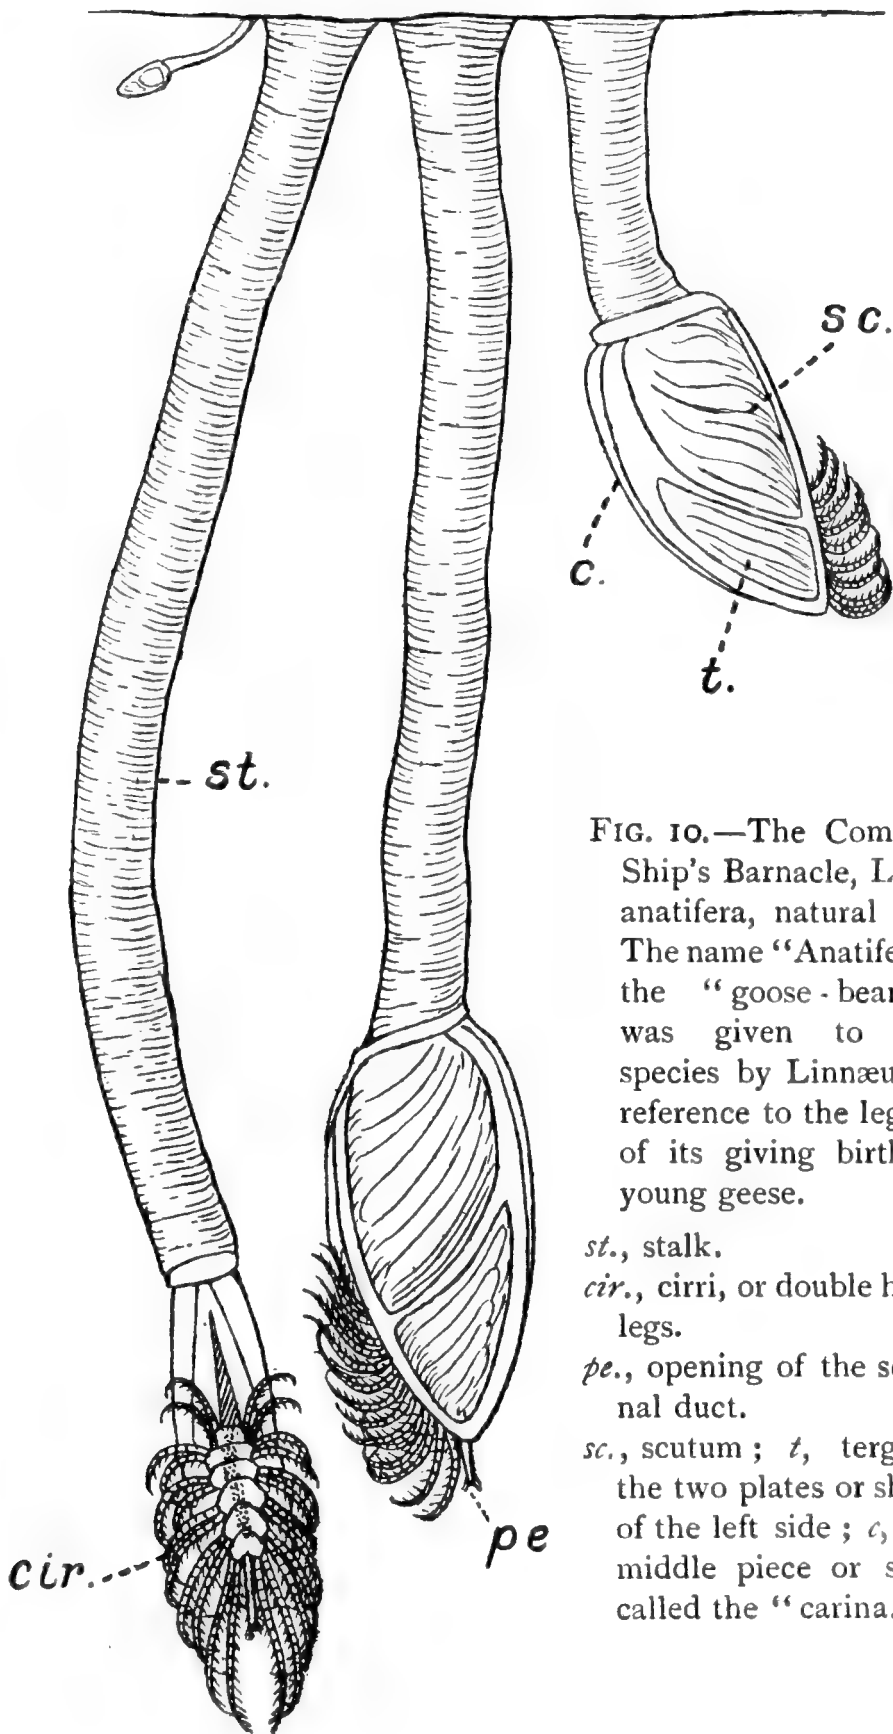 sc.
c.
t.
st.
FIG. 10.—The Com
Ship's Barnacle, L
anatifera, natural
The name “Anatife
the “goose-bear
was given to
species by Linnæu
reference to the leg
of its giving birth
young geese.
st., stalk.
cir., cirri, or double h
legs.
pe., opening of the se
nal duct.
sc., scutum ; t, terg
the two plates or sh
of the left side ; c,
middle piece or s
called the “carina.
pe
cir.